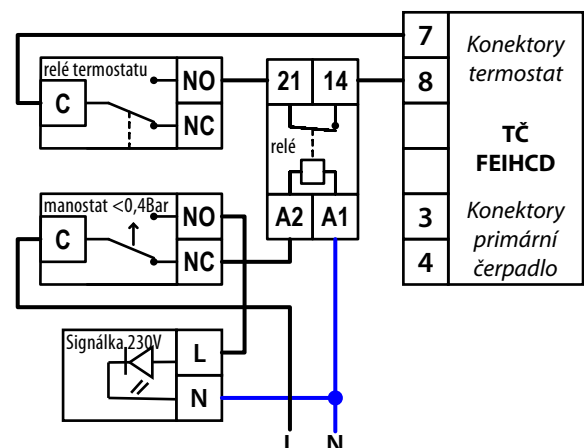 relé termostatu
C
NO
NC
21
14
relé
A2
A1
7
8
3
4
Konektory
termostat
TČ
FEIHCD
Konektory
primární
čerpadlo
manostat <0,4Bar
C
NO
NC
Signálka 230V
L
N
L
N